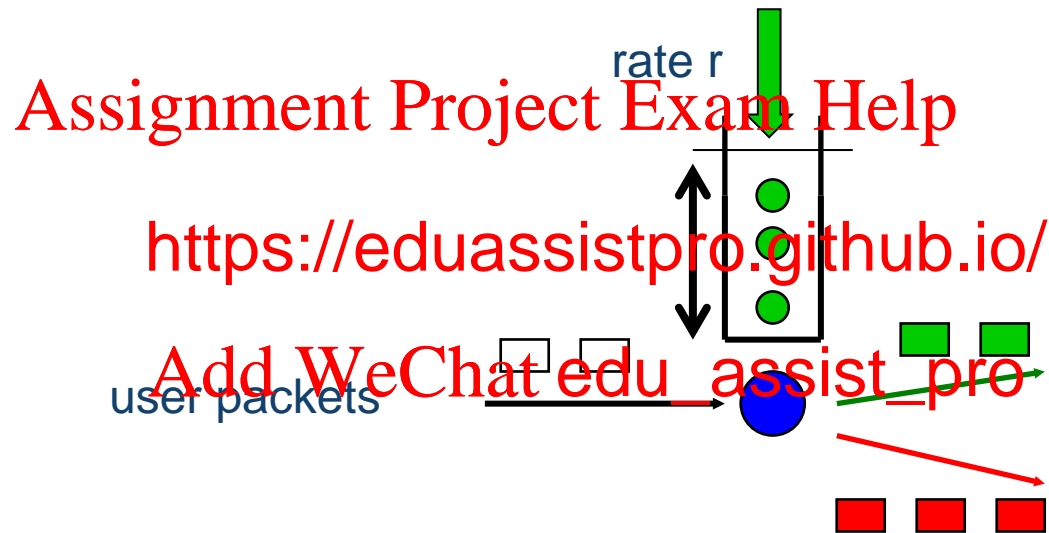 rate r
Assignment Project Exam Help
https://eduassistpro.github.io/
Add WeChat edu_assist_pro
user packets